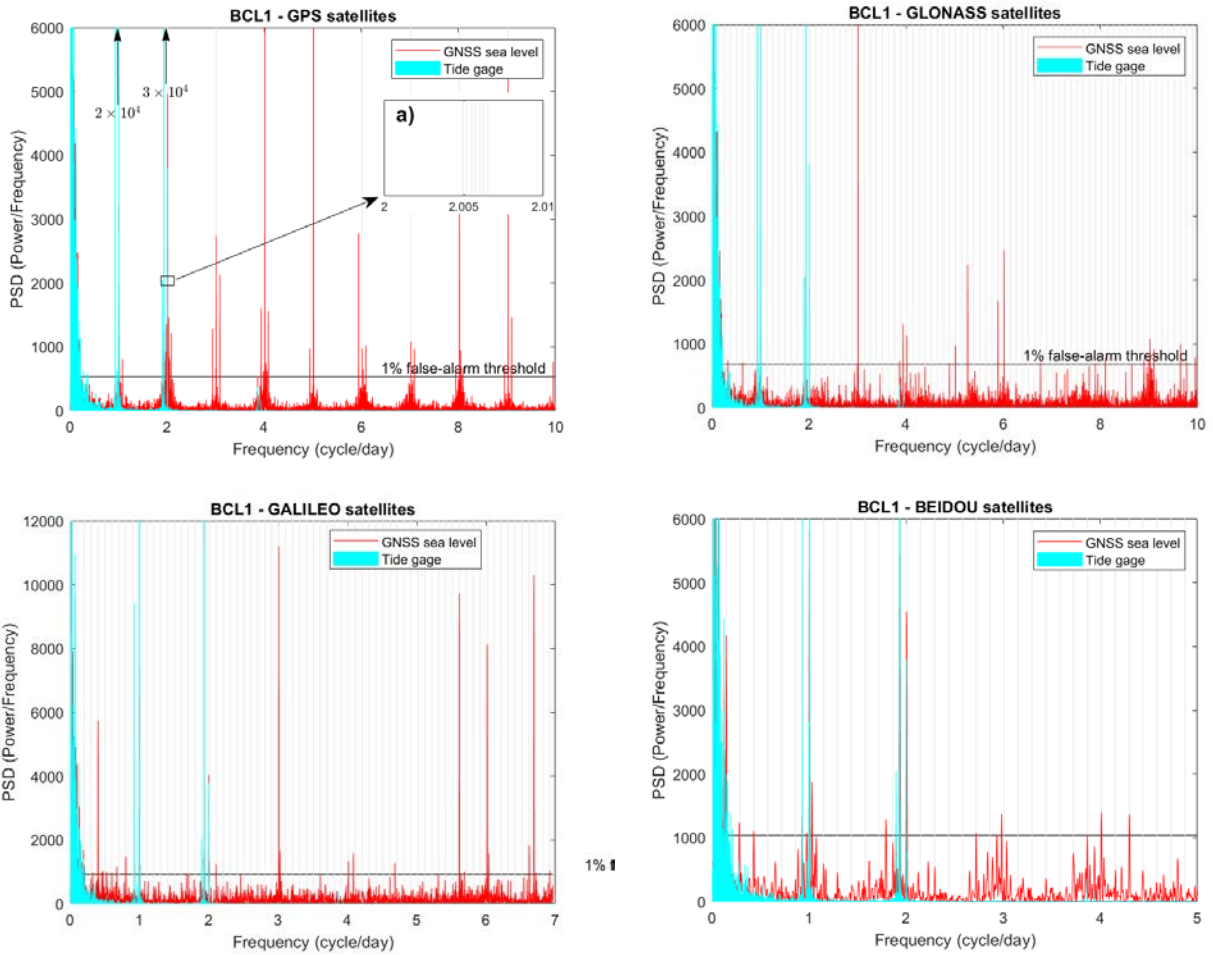 BCL1 - GPS satellites
6000
5000
4000
3000
2000
1000
0
PSD (Power/Frequency)
2 × 10⁴
3 × 10⁴
GNSS sea level
Tide gage
a)
2
2.005
2.01
1% false-alarm threshold
0
2
4
6
8
10
Frequency (cycle/day)
BCL1 - GLONASS satellites
6000
5000
4000
3000
2000
1000
0
PSD (Power/Frequency)
GNSS sea level
Tide gage
1% false-alarm threshold
0
2
4
6
8
10
Frequency (cycle/day)
BCL1 - GALILEO satellites
12000
10000
8000
6000
4000
2000
0
PSD (Power/Frequency)
GNSS sea level
Tide gage
1%
0
1
2
3
4
5
6
7
Frequency (cycle/day)
BCL1 - BEIDOU satellites
6000
5000
4000
3000
2000
1000
0
PSD (Power/Frequency)
GNSS sea level
Tide gage
0
1
2
3
4
5
Frequency (cycle/day)